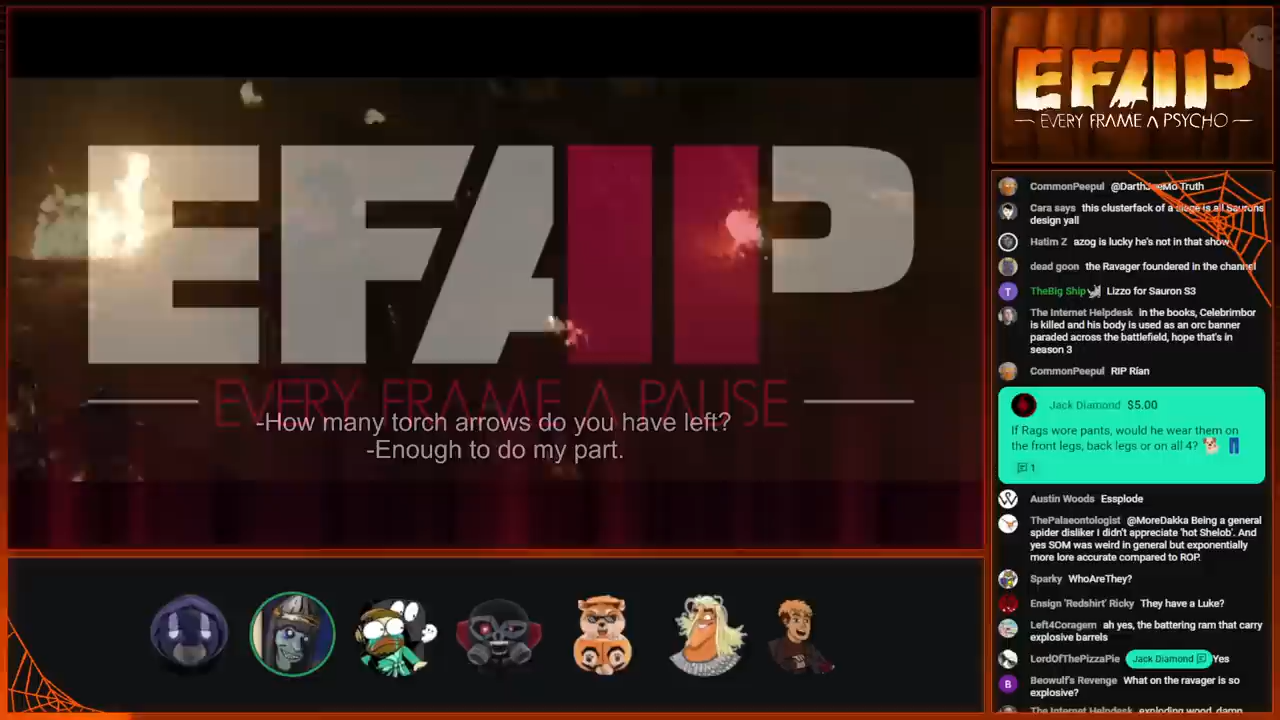 EFAP
EVERY FRAME A PAUSE
-How many torch arrows do you have left?
-Enough to do my part.
EFAP
EVERY FRAME A PSYCHO
CommonPeepul @DarthJoeMo Truth
Cara says this clusterfack of a siege is all Saurons
design yall
Hatim Z azog is lucky he's not in that show
dead goon the Ravager foundered in the channel
T TheBig Ship Lizzo for Sauron S3
The Internet Helpdesk in the books, Celebrimbor
is killed and his body is used as an orc banner
paraded across the battlefield, hope that's in
season 3
CommonPeepul RIP Rían
Jack Diamond $5.00
If Rags wore pants, would he wear them on
the front legs, back legs or on all 4?
1
Austin Woods Essplode
ThePalaeontologist @MoreDakka Being a general
spider disliker I didn't appreciate 'hot Shelob'. And
yes SOM was weird in general but exponentially
more lore accurate compared to ROP.
Sparky WhoAreThey?
Ensign 'Redshirt' Ricky They have a Luke?
Left4Coragem ah yes, the battering ram that carry
explosive barrels
LordOfThePizzaPie Jack Diamond Yes
B Beowulf's Revenge What on the ravager is so
explosive?
The Internet Helpdesk exploding wood, damn